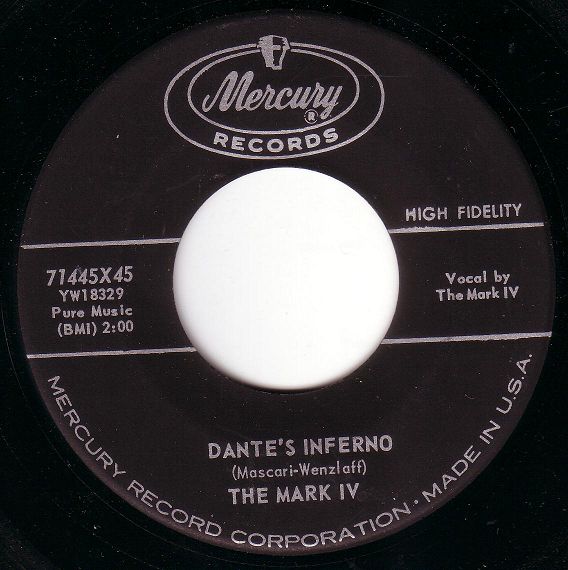 Mercury
®
RECORDS
HIGH FIDELITY
71445X45
YW18329
Pure Music
(BMI) 2:00
Vocal by
The Mark IV
DANTE'S INFERNO
(Mascari-Wenzlaff)
THE MARK IV
MERCURY RECORD CORPORATION · MADE IN U.S.A.